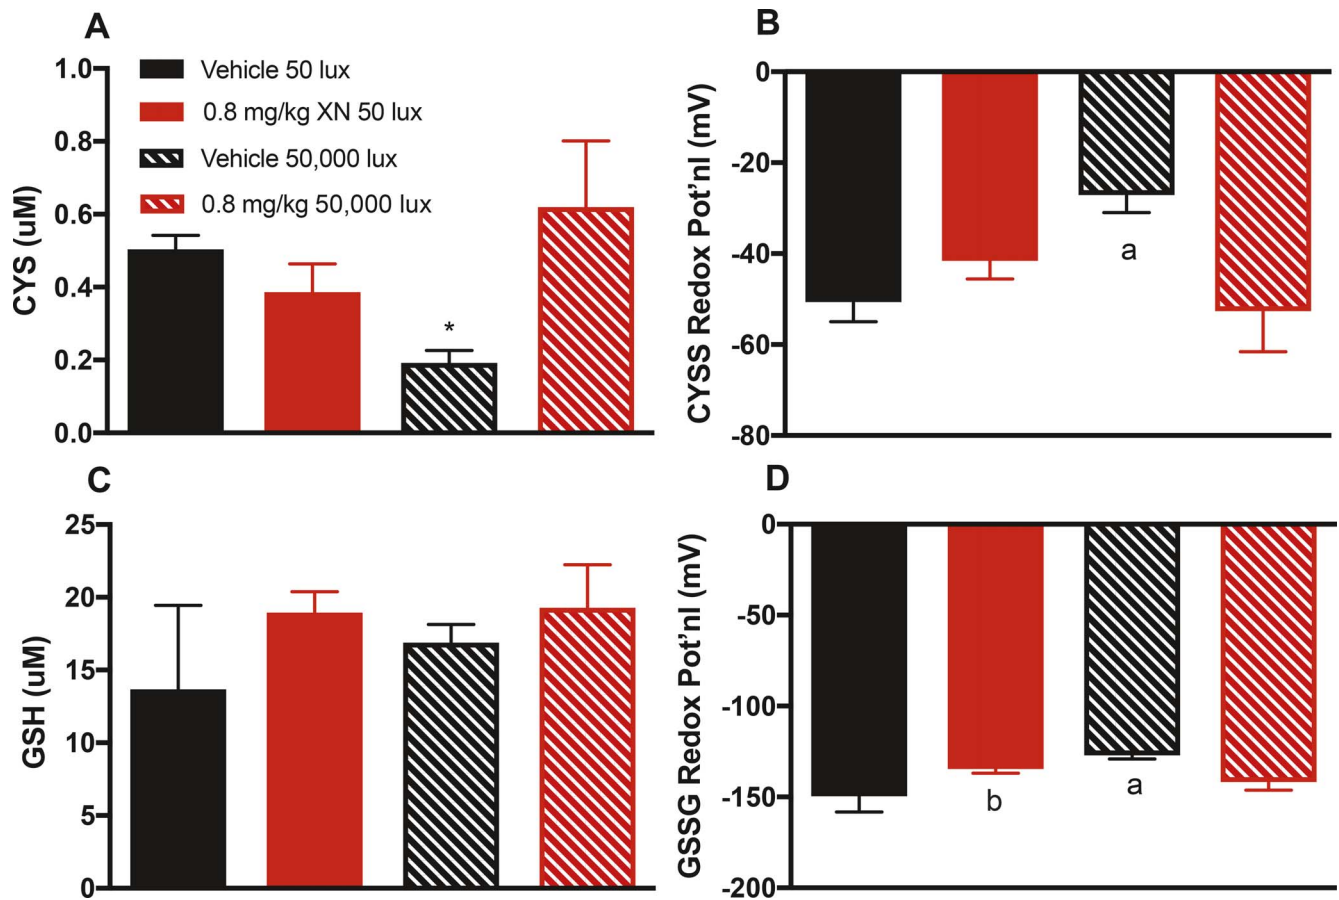 A
Vehicle 50 lux
0.8 mg/kg XN 50 lux
Vehicle 50,000 lux
0.8 mg/kg 50,000 lux
CYS (uM)
1.0
0.8
0.6
0.4
0.2
0.0
*
B
CYSS Redox Pot'nl (mV)
0
-20
-40
-60
-80
a
C
GSH (uM)
25
20
15
10
5
0
D
GSSG Redox Pot'nl (mV)
0
-50
-100
-150
-200
b
a